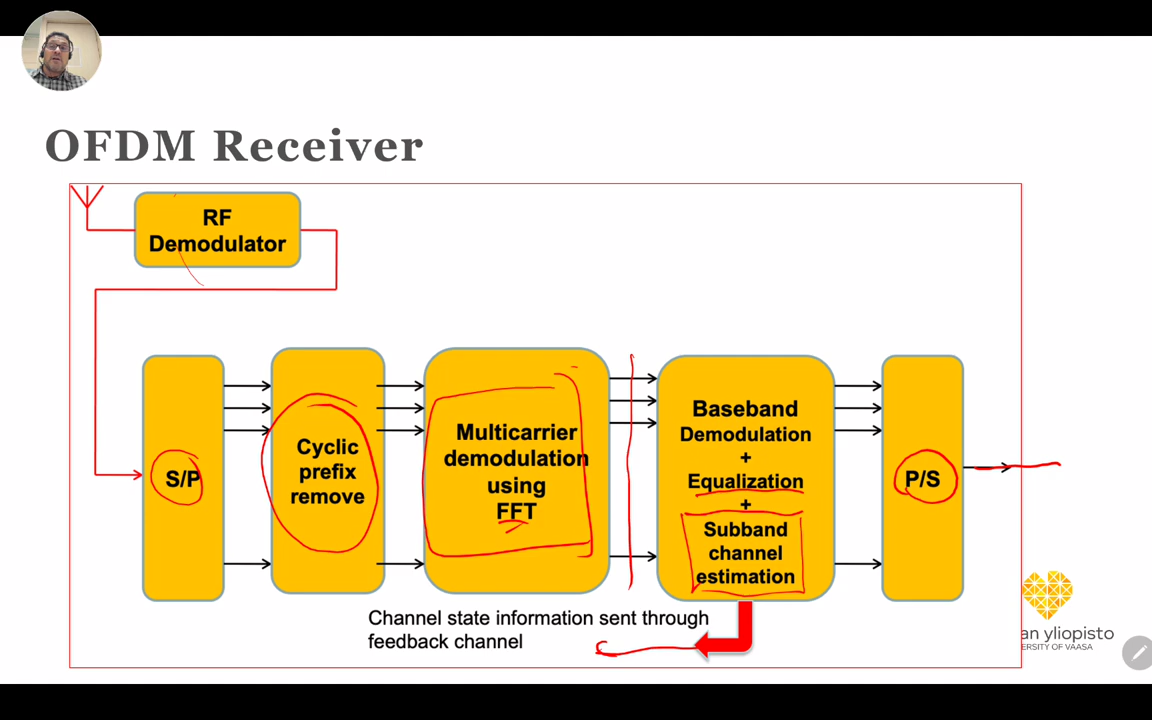 OFDM Receiver
RF
Demodulator
S/P
Cyclic
prefix
remove
Multicarrier
demodulation
using
FFT
Baseband
Demodulation
+
Equalization
+
Subband
channel
estimation
P/S
Channel state information sent through
feedback channel
an yliopisto
ERSITY OF VAASA